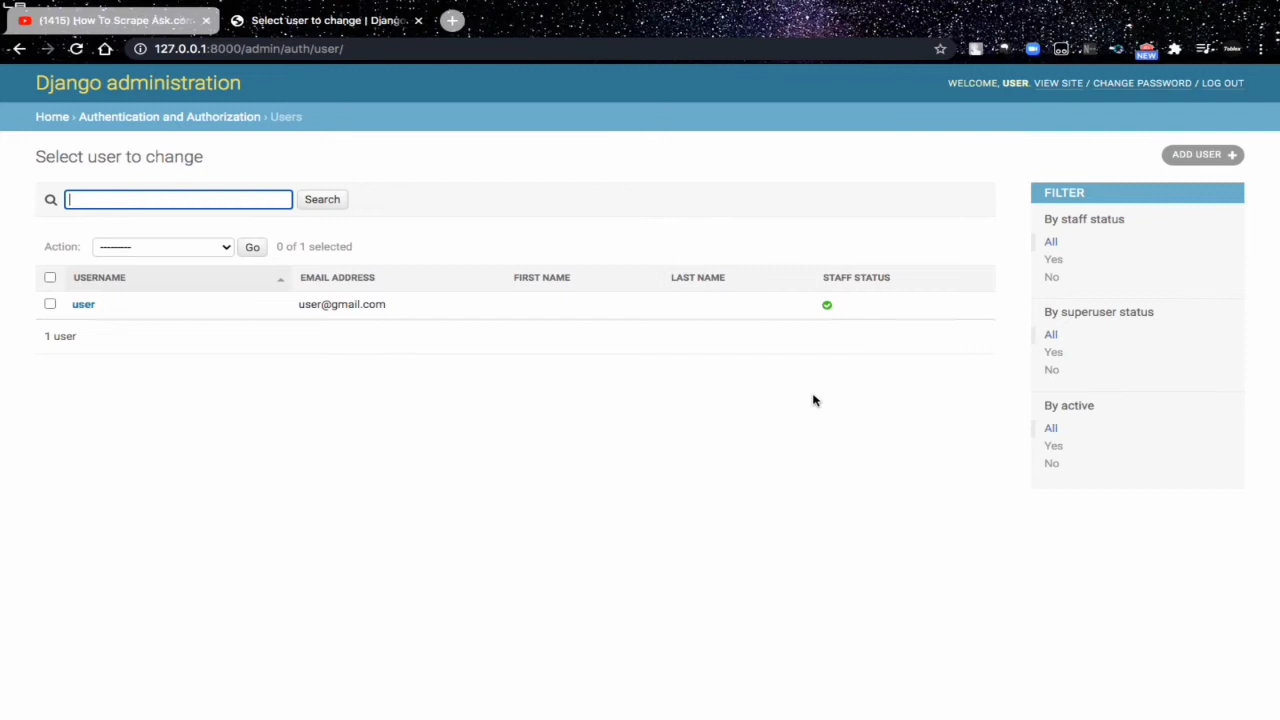 (1415) How To Scrape Ask.com
Select user to change | Django
127.0.0.1:8000/admin/auth/user/
NEW
Django administration
WELCOME, USER. VIEW SITE / CHANGE PASSWORD / LOG OUT
Home › Authentication and Authorization › Users
Select user to change
ADD USER +
Search
FILTER
By staff status
All
Yes
No
Action: --------- Go 0 of 1 selected
USERNAME EMAIL ADDRESS FIRST NAME LAST NAME STAFF STATUS
user user@gmail.com
1 user
By superuser status
All
Yes
No
By active
All
Yes
No